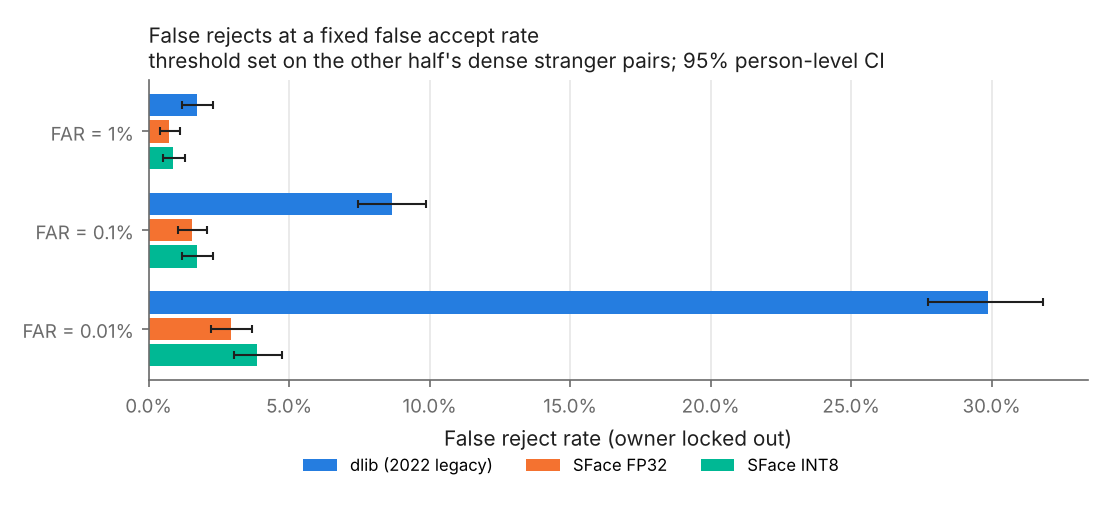 False rejects at a fixed false accept rate
threshold set on the other half's dense stranger pairs; 95% person-level CI
FAR = 1%
FAR = 0.1%
FAR = 0.01%
0.0% 5.0% 10.0% 15.0% 20.0% 25.0% 30.0%
False reject rate (owner locked out)
dlib (2022 legacy) SFace FP32 SFace INT8